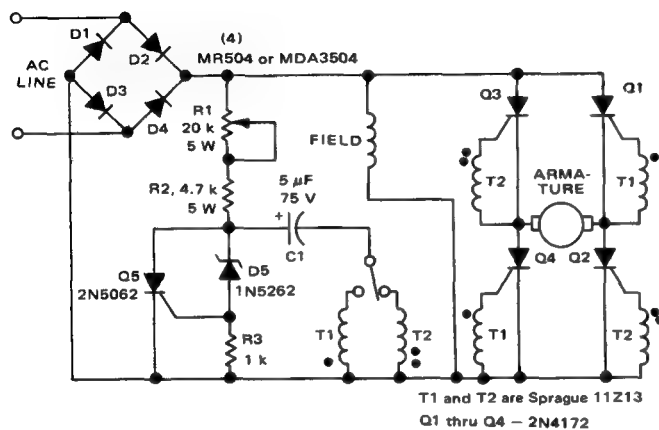 (4)
MR504 or MDA3504
D1
D2
AC
LINE
D3
D4
R1
20 k
5 W
FIELD
Q3
Q1
T2
ARMA-
TURE
T1
R2, 4.7 k
5 W
5 μF
75 V
+
C1
Q5
2N5062
D5
1N5262
Q4
Q2
R3
1 k
T1
T2
T1
T2
T1 and T2 are Sprague 11Z13
Q1 thru Q4 – 2N4172